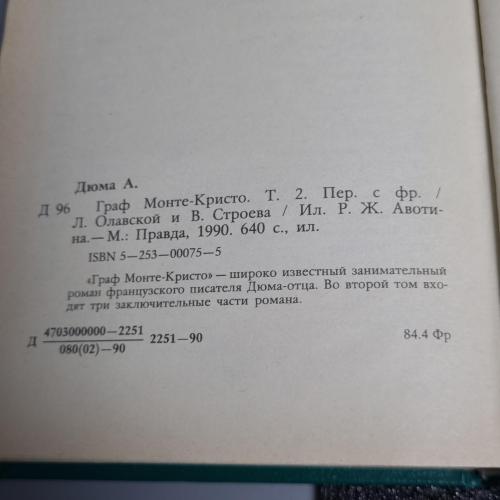 Дюма А.
Д 96 Граф Монте-Кристо. Т. 2. Пер. с фр. /
Л. Олавской и В. Строева / Ил. Р. Ж. Авоти-
на. — М.: Правда, 1990. 640 с., ил.
ISBN 5—253—00075—5
«Граф Монте-Кристо» — широко известный занимательный
роман французского писателя Дюма-отца. Во второй том вхо-
дят три заключительные части романа.
Д 4703000000—2251
080(02)—90 2251—90
84.4 Фр